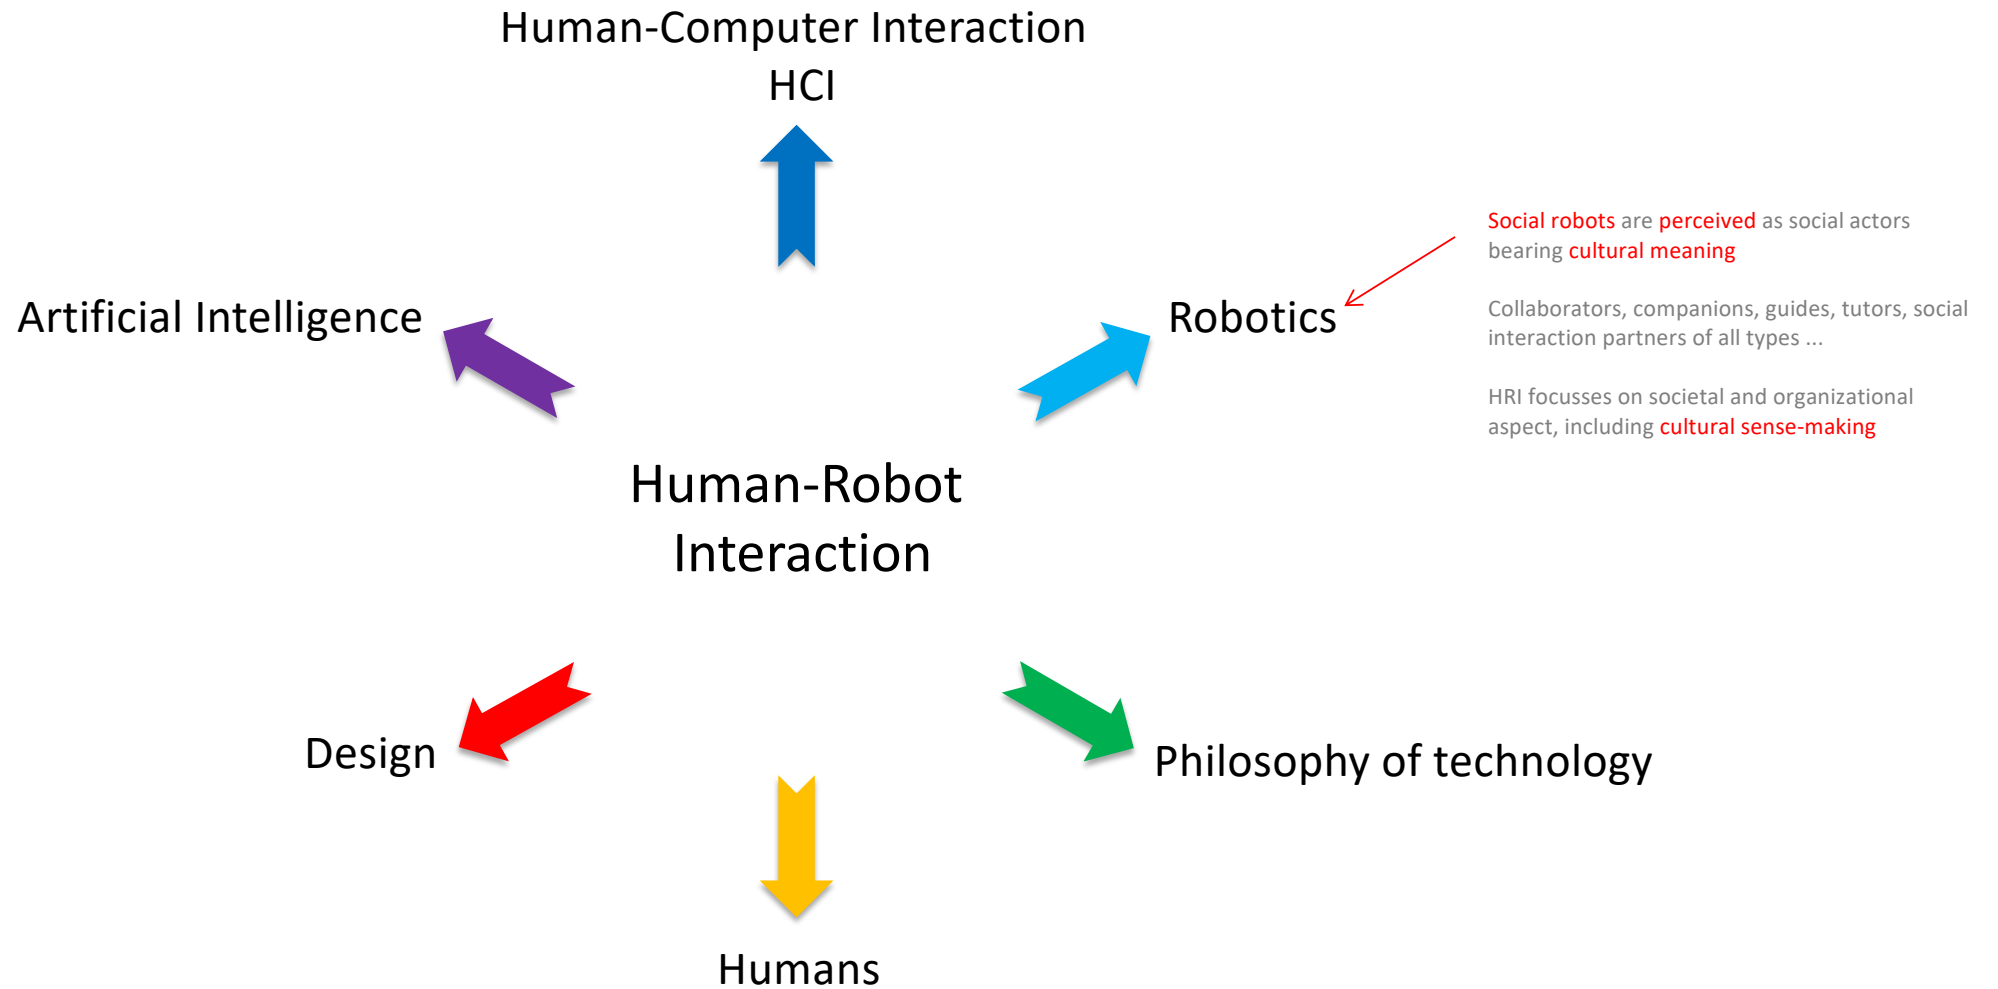 Human-Computer Interaction
HCI
Artificial Intelligence
Robotics
Social robots are perceived as social actors
bearing cultural meaning
Collaborators, companions, guides, tutors, social
interaction partners of all types ...
HRI focusses on societal and organizational
aspect, including cultural sense-making
Human-Robot
Interaction
Design
Philosophy of technology
Humans